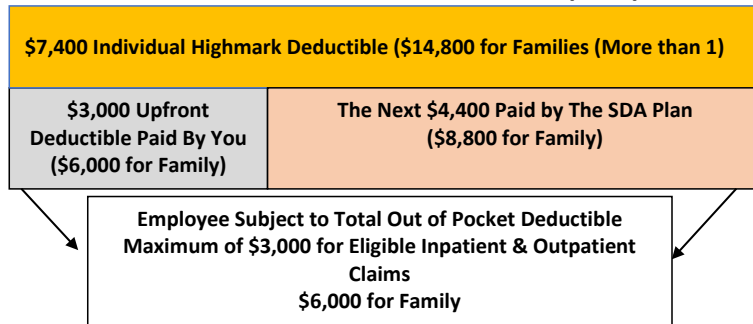 $7,400 Individual Highmark Deductible ($14,800 for Families (More than 1)
$3,000 Upfront
Deductible Paid By You
($6,000 for Family)
The Next $4,400 Paid by The SDA Plan
($8,800 for Family)
Employee Subject to Total Out of Pocket Deductible
Maximum of $3,000 for Eligible Inpatient & Outpatient
Claims
$6,000 for Family